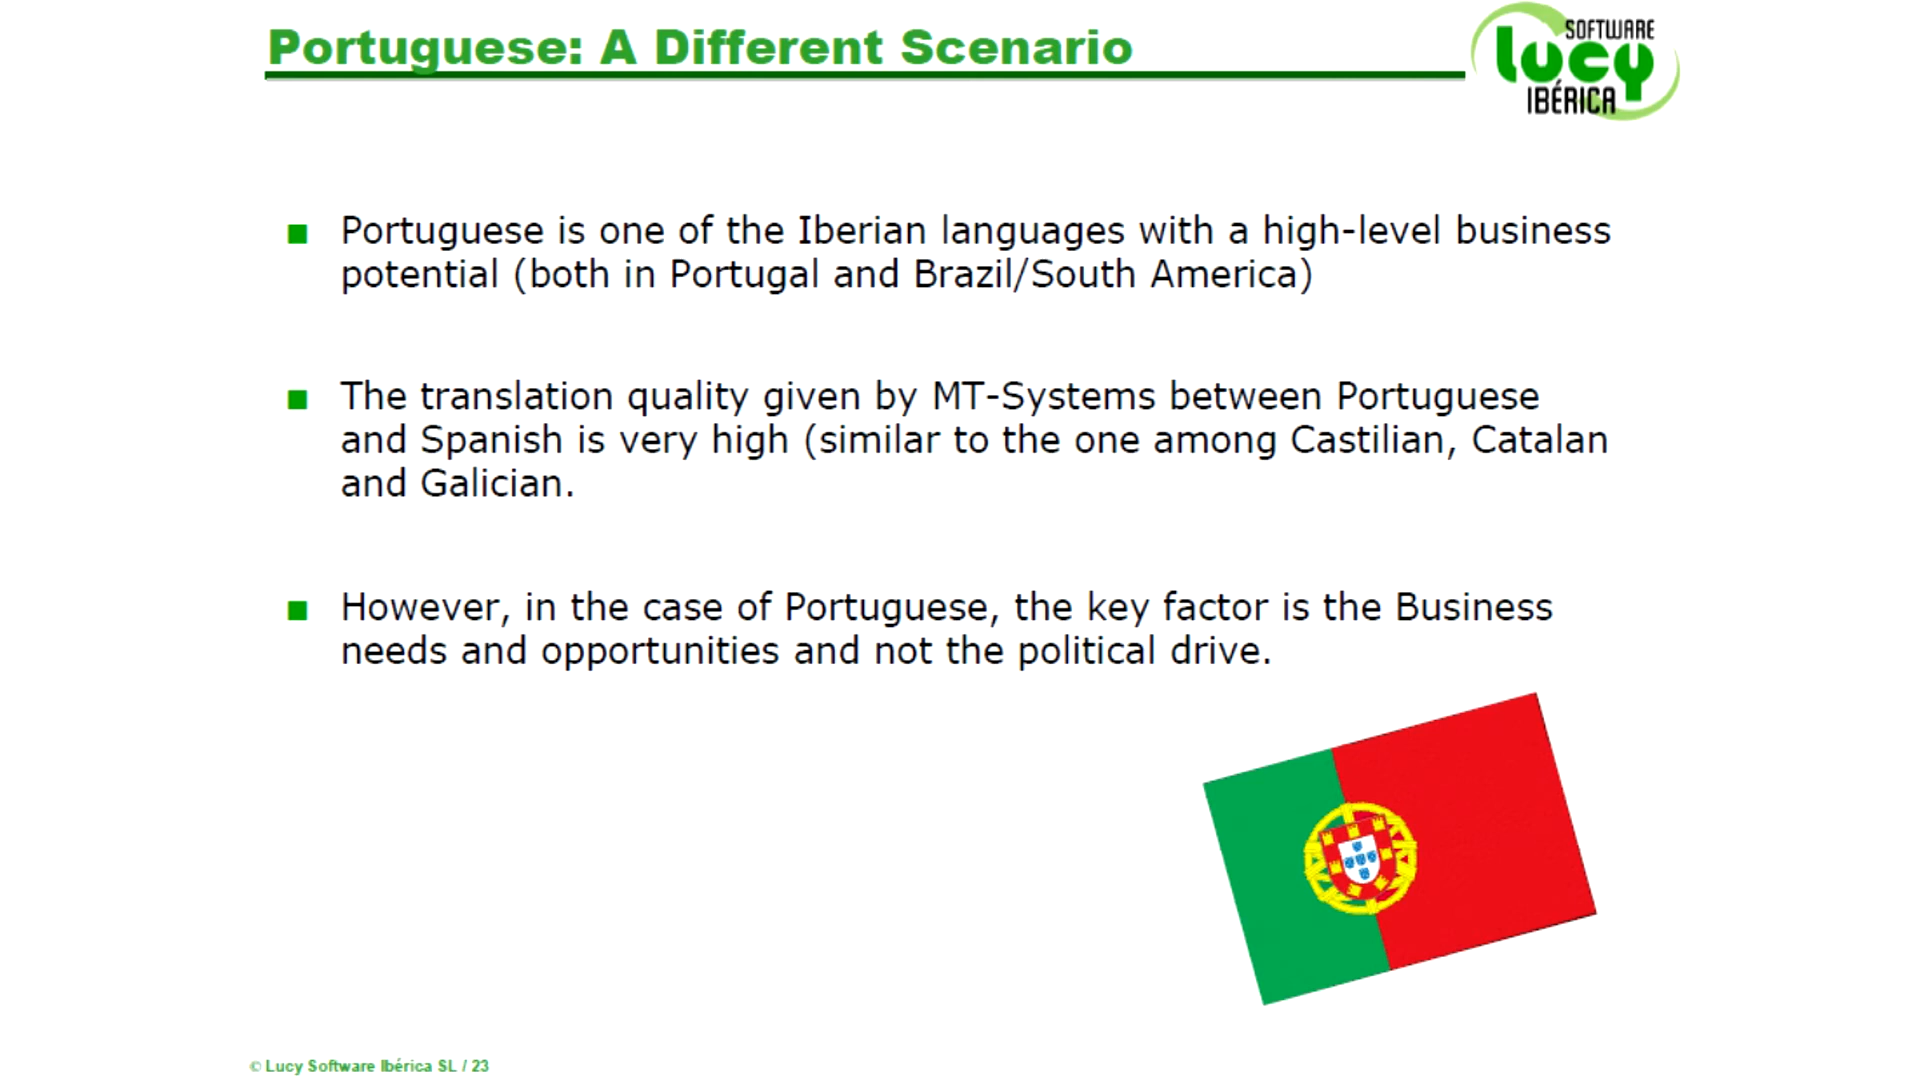 Portuguese: A Different Scenario
SOFTWARE
Lucy
IBÉRICA
■ Portuguese is one of the Iberian languages with a high-level business
potential (both in Portugal and Brazil/South America)
■ The translation quality given by MT-Systems between Portuguese
and Spanish is very high (similar to the one among Castilian, Catalan
and Galician.
■ However, in the case of Portuguese, the key factor is the Business
needs and opportunities and not the political drive.
© Lucy Software Ibérica SL / 23